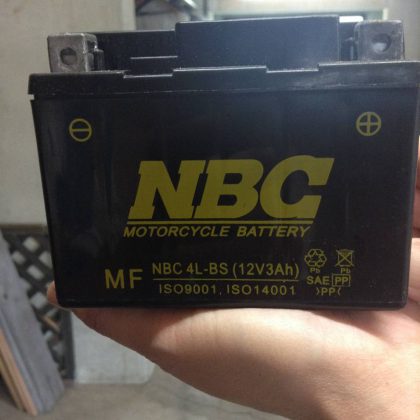 NBC
MOTORCYCLE BATTERY
MF
NBC 4L-BS (12V3Ah)
ISO9001, ISO14001
Pb Pb
SAE PP
>PP<